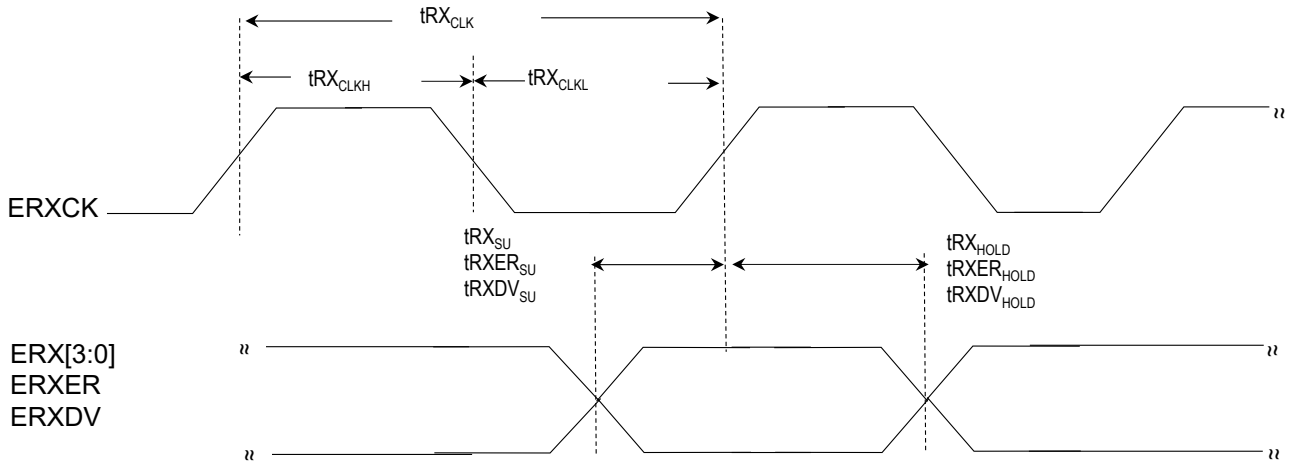 tRXCLK
tRXCLKH
tRXCLKL
ERXCK
tRXSU
tRXERSU
tRXDVSU
tRXHOLD
tRXERHOLD
tRXDVHOLD
ERX[3:0]
ERXER
ERXDV